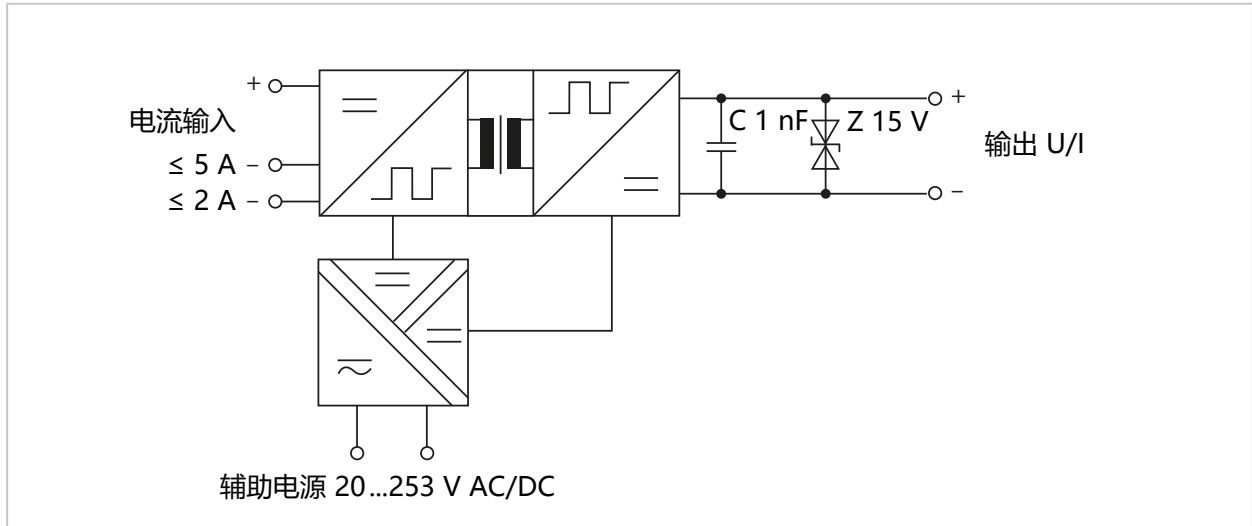 +
电流输入
≤ 5 A −
≤ 2 A −
C 1 nF
Z 15 V
+
输出 U/I
−
辅助电源 20...253 V AC/DC